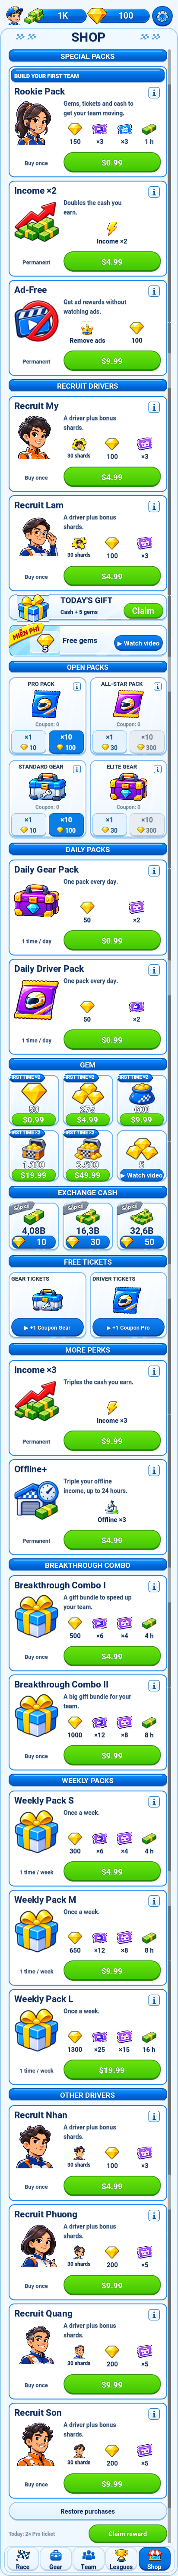 1K
100
SHOP
SPECIAL PACKS
BUILD YOUR FIRST TEAM
Rookie Pack
Gems, tickets and cash to
get your team moving.
150
×3
×3
1 h
Buy once
$0.99
Income ×2
Doubles the cash you
earn.
Income ×2
Permanent
$4.99
Ad-Free
Get ad rewards without
watching ads.
Remove ads
100
Permanent
$9.99
RECRUIT DRIVERS
Recruit My
A driver plus bonus
shards.
30 shards
100
×3
Buy once
$4.99
Recruit Lam
A driver plus bonus
shards.
30 shards
100
×3
Buy once
$4.99
TODAY'S GIFT
Cash + 5 gems
Claim
MIỄN PHÍ
5
Free gems
▶ Watch video
OPEN PACKS
PRO PACK
Coupon: 0
×1
10
×10
100
ALL-STAR PACK
Coupon: 0
×1
30
×10
300
STANDARD GEAR
Coupon: 0
×1
10
×10
100
ELITE GEAR
Coupon: 0
×1
30
×10
300
DAILY PACKS
Daily Gear Pack
One pack every day.
50
×2
1 time / day
$0.99
Daily Driver Pack
One pack every day.
50
×2
1 time / day
$0.99
GEM
50
$0.99
275
$4.99
600
$9.99
1,300
$19.99
3,500
$49.99
5
▶ Watch video
EXCHANGE CASH
4,08B
10
16,3B
30
32,6B
50
FREE TICKETS
GEAR TICKETS
▶ +1 Coupon Gear
DRIVER TICKETS
▶ +1 Coupon Pro
MORE PERKS
Income ×3
Triples the cash you earn.
Income ×3
Permanent
$9.99
Offline+
Triple your offline
income, up to 24 hours.
Offline ×3
Permanent
$4.99
BREAKTHROUGH COMBO
Breakthrough Combo I
A gift bundle to speed up
your team.
500
×6
×4
4 h
Buy once
$4.99
Breakthrough Combo II
A big gift bundle for your
team.
1000
×12
×8
8 h
Buy once
$9.99
WEEKLY PACKS
Weekly Pack S
Once a week.
300
×6
×4
4 h
1 time / week
$4.99
Weekly Pack M
Once a week.
650
×12
×8
8 h
1 time / week
$9.99
Weekly Pack L
Once a week.
1300
×25
×15
16 h
1 time / week
$19.99
OTHER DRIVERS
Recruit Nhan
A driver plus bonus
shards.
30 shards
100
×3
Buy once
$4.99
Recruit Phuong
A driver plus bonus
shards.
30 shards
200
×5
Buy once
$9.99
Recruit Quang
A driver plus bonus
shards.
30 shards
200
×5
Buy once
$9.99
Recruit Son
A driver plus bonus
shards.
30 shards
200
×5
Buy once
$9.99
Restore purchases
Today: 2× Pro ticket
Claim reward
Race
Gear
Team
Leagues
Shop